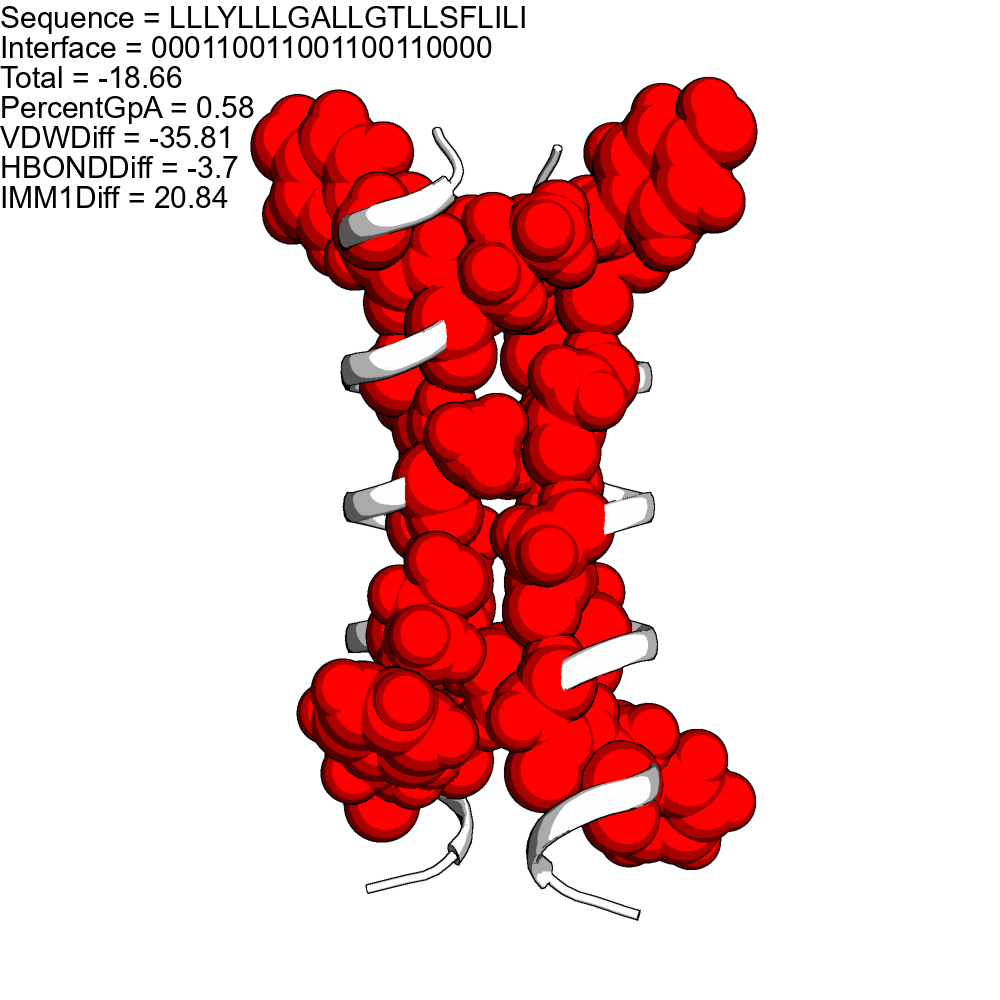 Sequence = LLLYLLLGALLGTLLSFLILI
Interface = 000110011001100110000
Total = -18.66
PercentGpA = 0.58
VDWDiff = -35.81
HBONDDiff = -3.7
IMM1Diff = 20.84